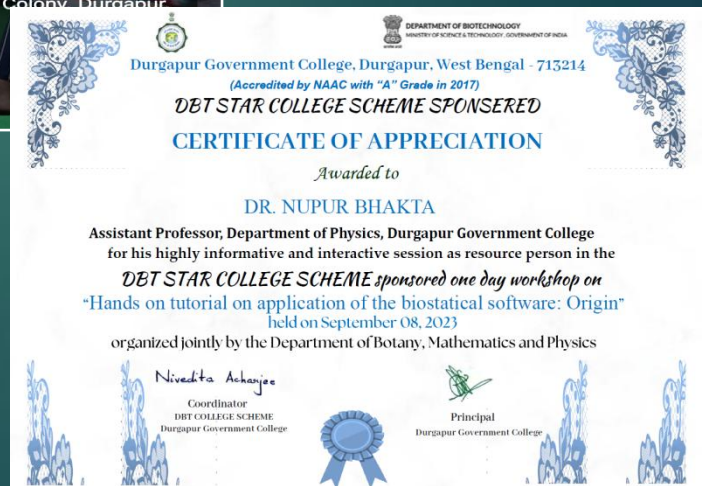 Colony, Durgapur
DEPARTMENT OF BIOTECHNOLOGY
MINISTRY OF SCIENCE & TECHNOLOGY, GOVERNMENT OF INDIA
Durgapur Government College, Durgapur, West Bengal - 713214
(Accredited by NAAC with "A" Grade in 2017)
DBT STAR COLLEGE SCHEME SPONSERED
CERTIFICATE OF APPRECIATION
Awarded to
DR. NUPUR BHAKTA
Assistant Professor, Department of Physics, Durgapur Government College
for his highly informative and interactive session as resource person in the
DBT STAR COLLEGE SCHEME sponsored one day workshop on
"Hands on tutorial on application of the biostatical software: Origin"
held on September 08, 2023
organized jointly by the Department of Botany, Mathematics and Physics
Nivedita Acharjee
Coordinator
DBT COLLEGE SCHEME
Durgapur Government College
Principal
Durgapur Government College